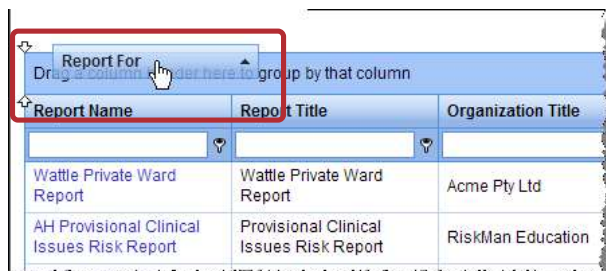 Report For
Drag a column header here to group by that column
Report Name Report Title Organization Title
Wattle Private Ward Wattle Private Ward
Report Report Acme Pty Ltd
AH Provisional Clinical Provisional Clinical
Issues Risk Report Issues Risk Report RiskMan Education